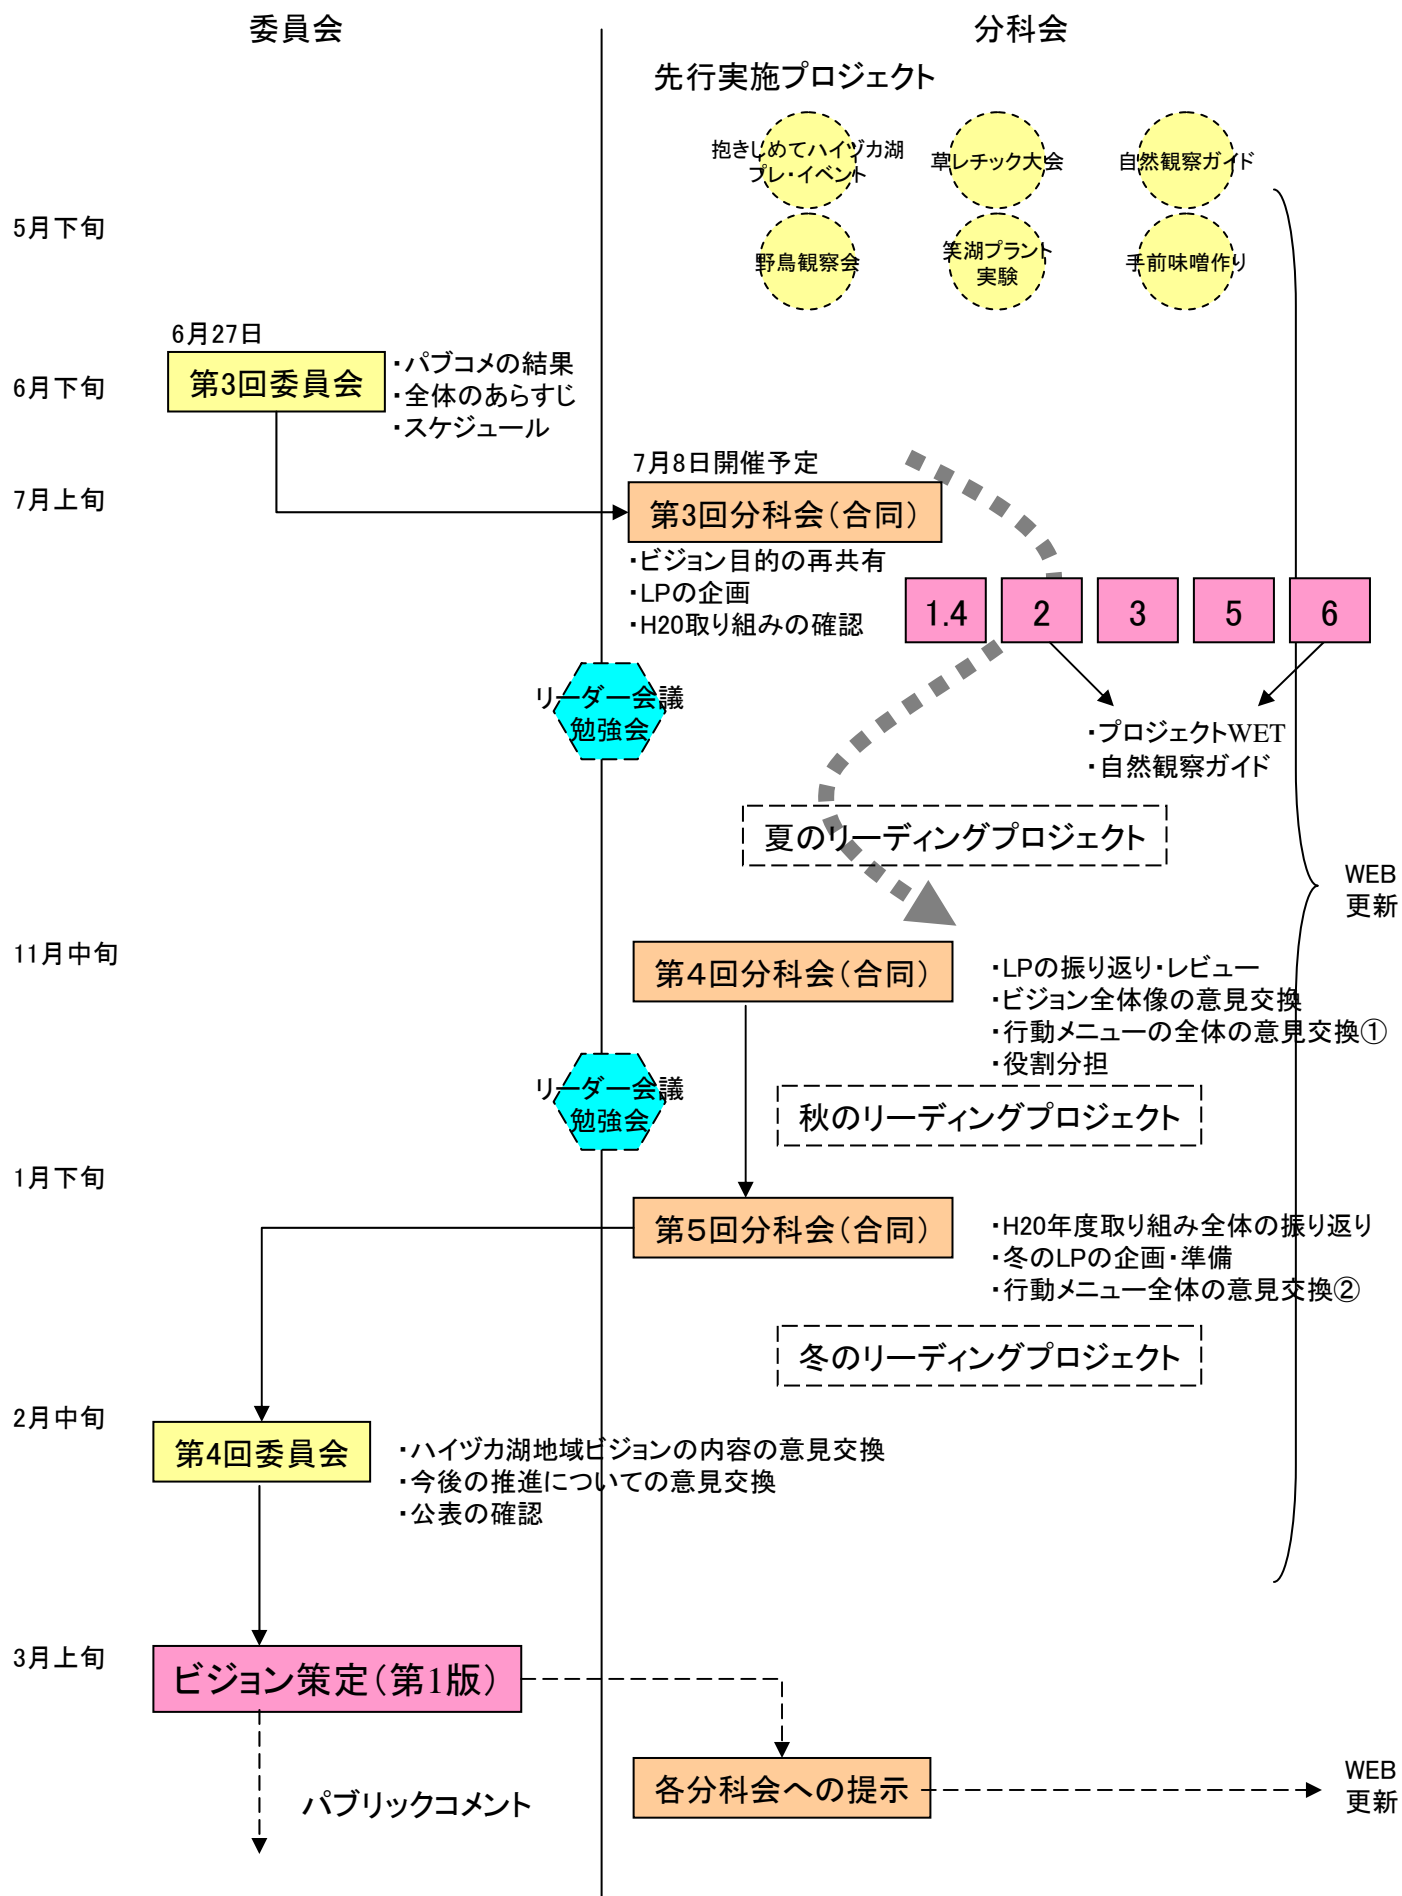 委員会
分科会
先行実施プロジェクト
抱きしめてハイヅカ湖
プレ・イベント
草レチック大会
自然観察ガイド
5月下旬
野鳥観察会
笑湖プラント
実験
手前味噌作り
6月27日
6月下旬
第3回委員会
・パブコメの結果
・全体のあらすじ
・スケジュール
7月8日開催予定
7月上旬
第3回分科会(合同)
・ビジョン目的の再共有
・LPの企画
・H20取り組みの確認
1.4
2
3
5
6
リーダー会議
勉強会
・プロジェクトWET
・自然観察ガイド
夏のリーディングプロジェクト
WEB
更新
11月中旬
第4回分科会(合同)
・LPの振り返り・レビュー
・ビジョン全体像の意見交換
・行動メニューの全体の意見交換①
・役割分担
リーダー会議
勉強会
秋のリーディングプロジェクト
1月下旬
第5回分科会(合同)
・H20年度取り組み全体の振り返り
・冬のLPの企画・準備
・行動メニュー全体の意見交換②
冬のリーディングプロジェクト
2月中旬
第4回委員会
・ハイヅカ湖地域ビジョンの内容の意見交換
・今後の推進についての意見交換
・公表の確認
3月上旬
ビジョン策定(第1版)
各分科会への提示
WEB
更新
パブリックコメント